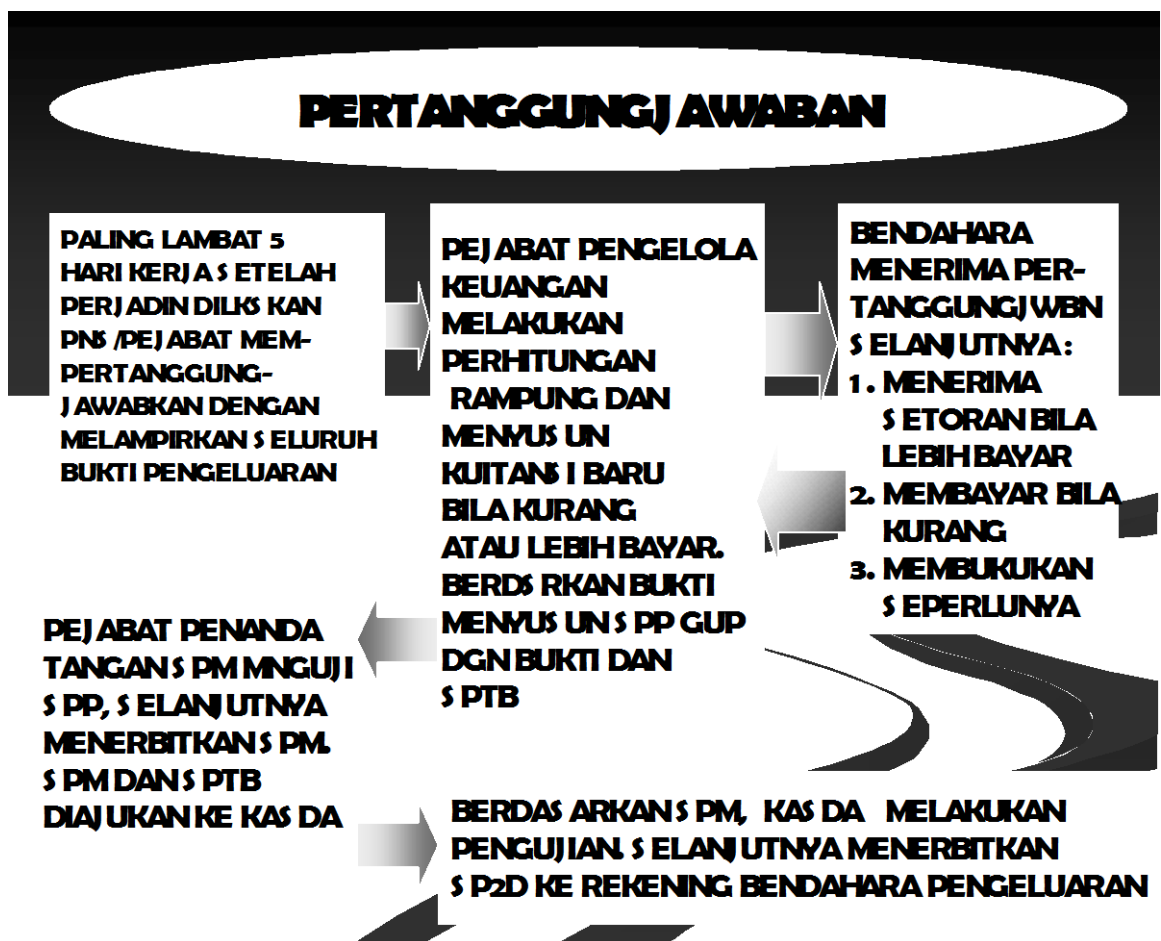 PERTANGGUNGJAWABAN
PALING LAMBAT 5
HARI KERJA SETELAH
PERJADIN DILKSKAN
PNS/PEJABAT MEM-
PERTANGGUNG-
JAWABKAN DENGAN
MELAMPIRKAN SELURUH
BUKTI PENGELUARAN
PEJABAT PENGELOLA
KEUANGAN
MELAKUKAN
PERHITUNGAN
RAMPUNG DAN
MENYUSUN
KUITANSI BARU
BILA KURANG
ATAU LEBIH BAYAR.
BERDSRKAN BUKTI
MENYUSUN SPP GUP
DGN BUKTI DAN
SPTB
BENDAHARA
MENERIMA PER-
TANGGUNGJWBN
SELANJUTNYA:
1. MENERIMA
SETORAN BILA
LEBIH BAYAR
2. MEMBAYAR BILA
KURANG
3. MEMBUKUKAN
SEPERLUNYA
PEJABAT PENANDA
TANGAN SPM MNGUJI
SPP, SELANJUTNYA
MENERBITKAN SPM.
SPM DAN SPTB
DIAJUKAN KE KASDA
BERDASARKAN SPM, KASDA MELAKUKAN
PENGUJIAN. SELANJUTNYA MENERBITKAN
SP2D KE REKENING BENDAHARA PENGELUARAN